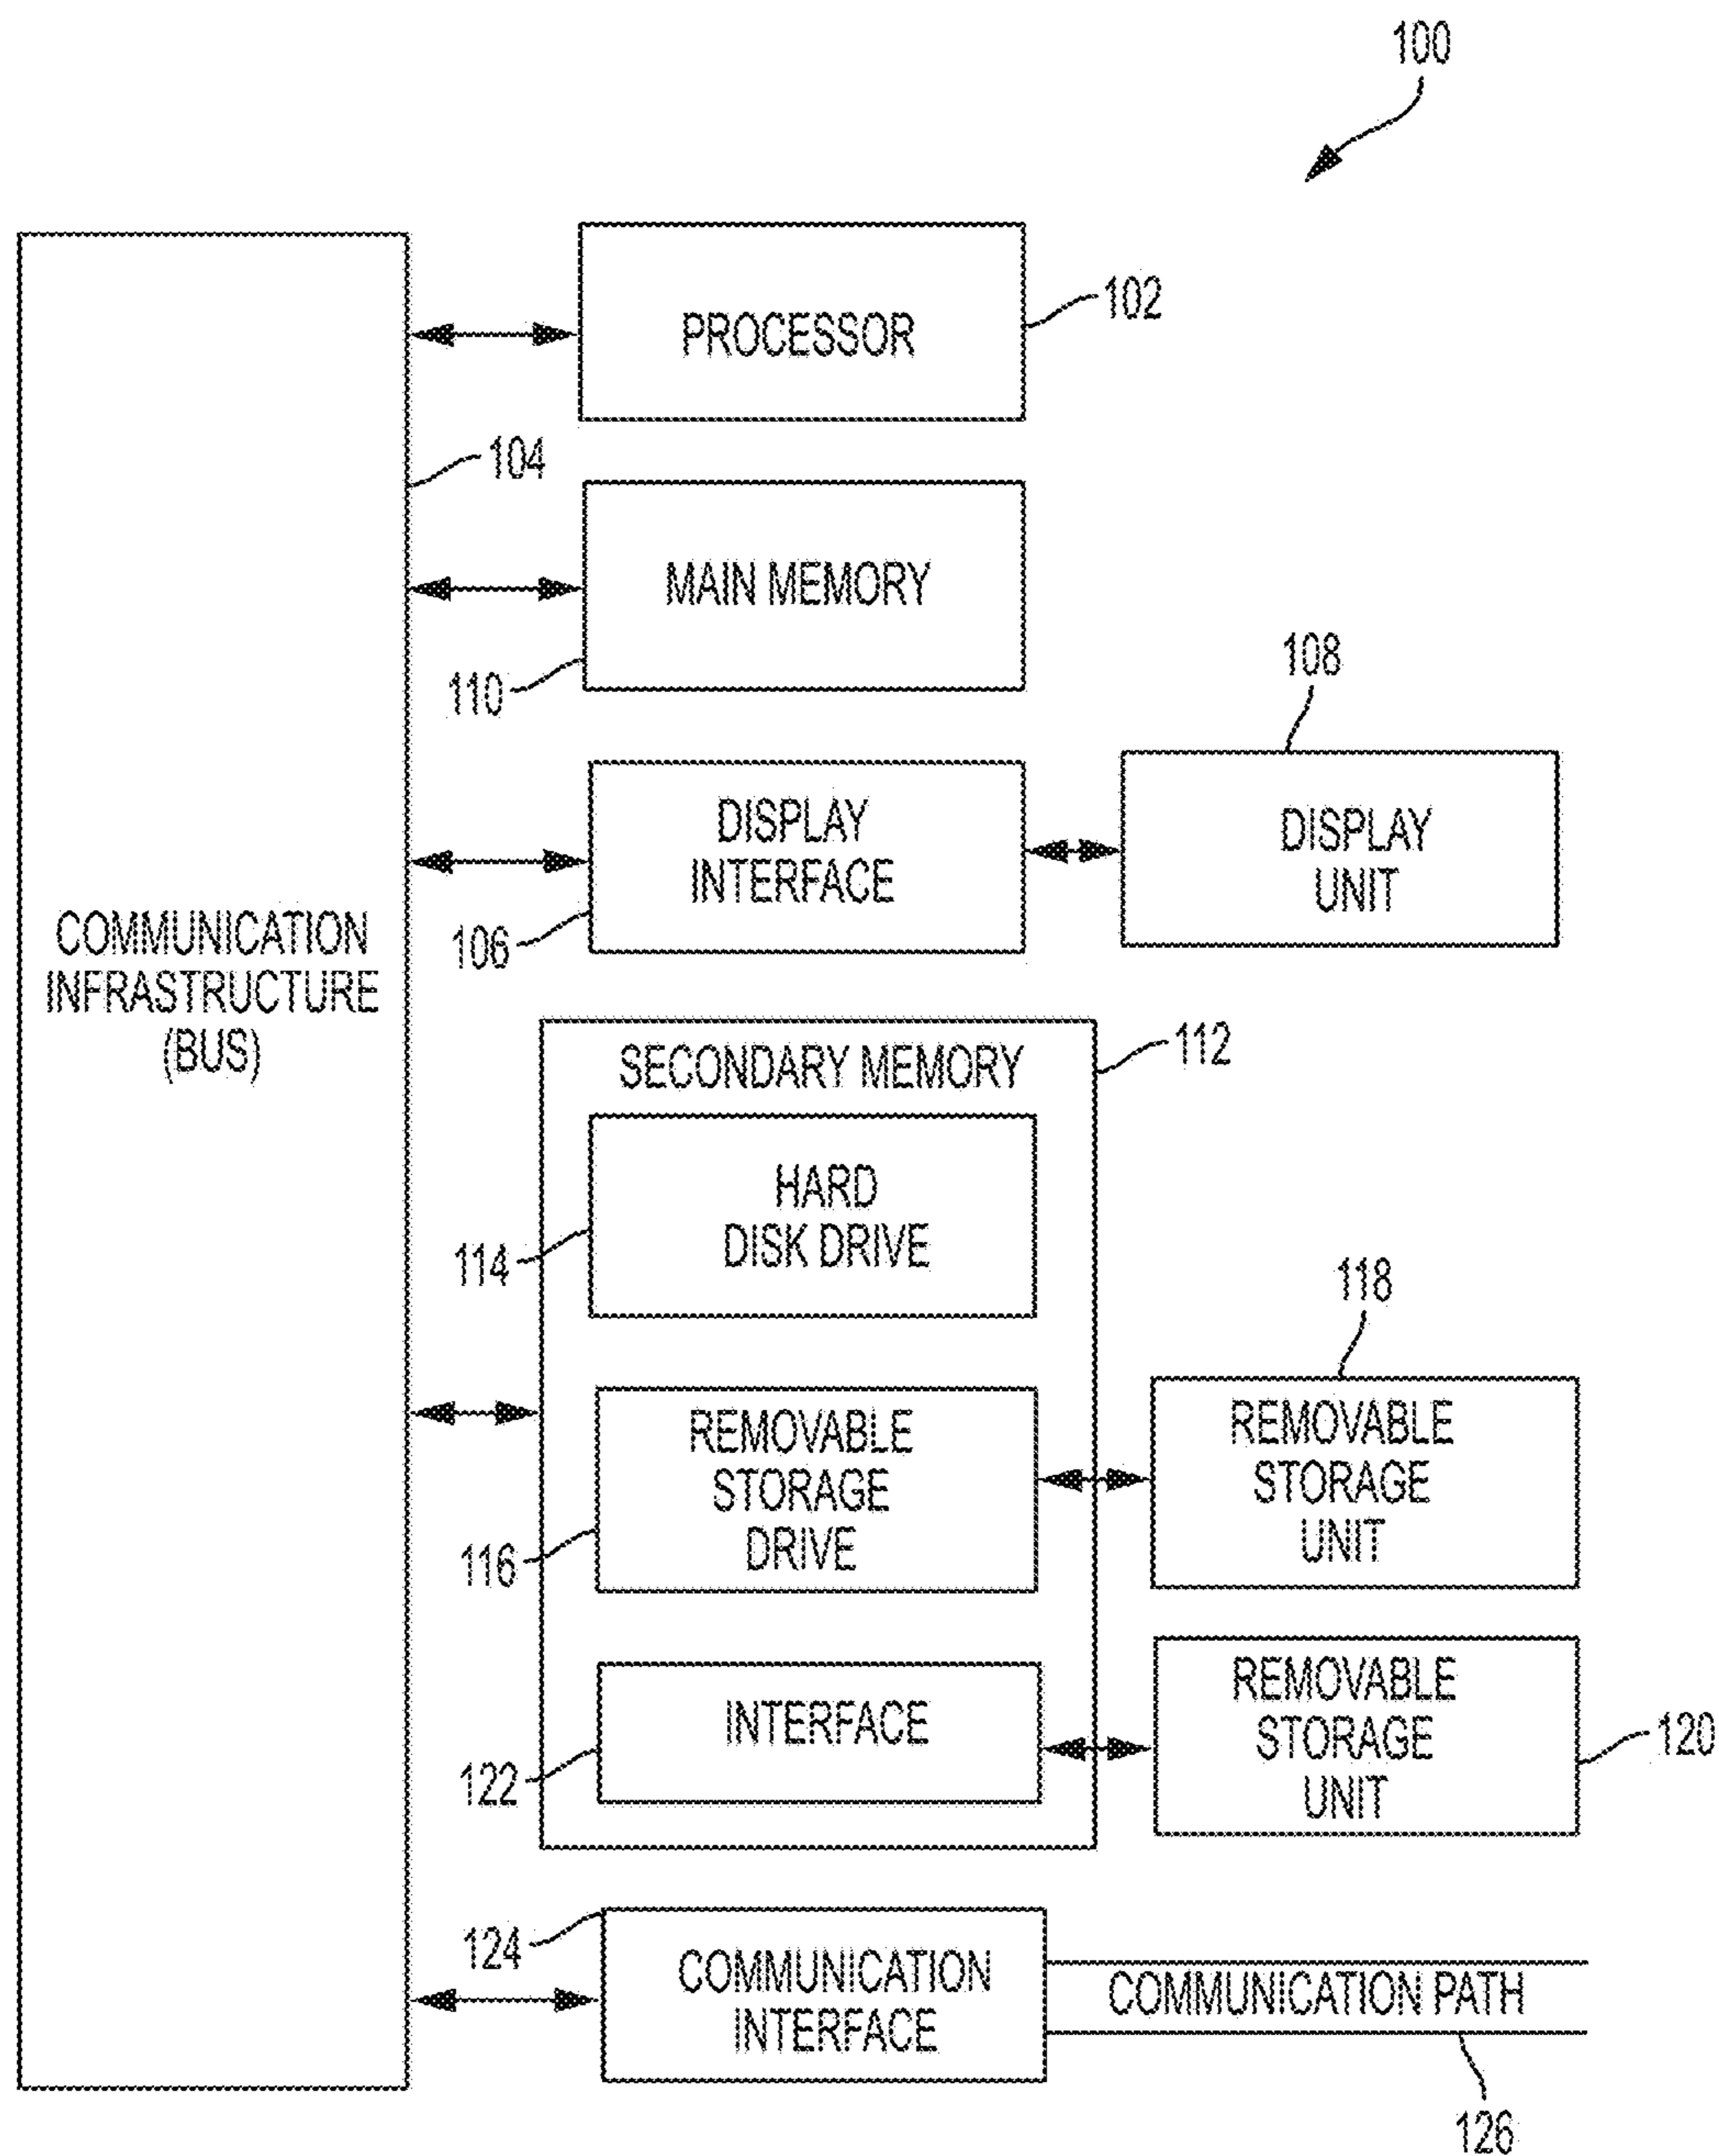 100
PROCESSOR
102
104
MAIN MEMORY
110
108
DISPLAY
INTERFACE
106
DISPLAY
UNIT
COMMUNICATION
INFRASTRUCTURE
(BUS)
SECONDARY MEMORY
112
HARD
DISK DRIVE
114
118
REMOVABLE
STORAGE
DRIVE
116
REMOVABLE
STORAGE
UNIT
INTERFACE
122
REMOVABLE
STORAGE
UNIT
120
124
COMMUNICATION
INTERFACE
COMMUNICATION PATH
126